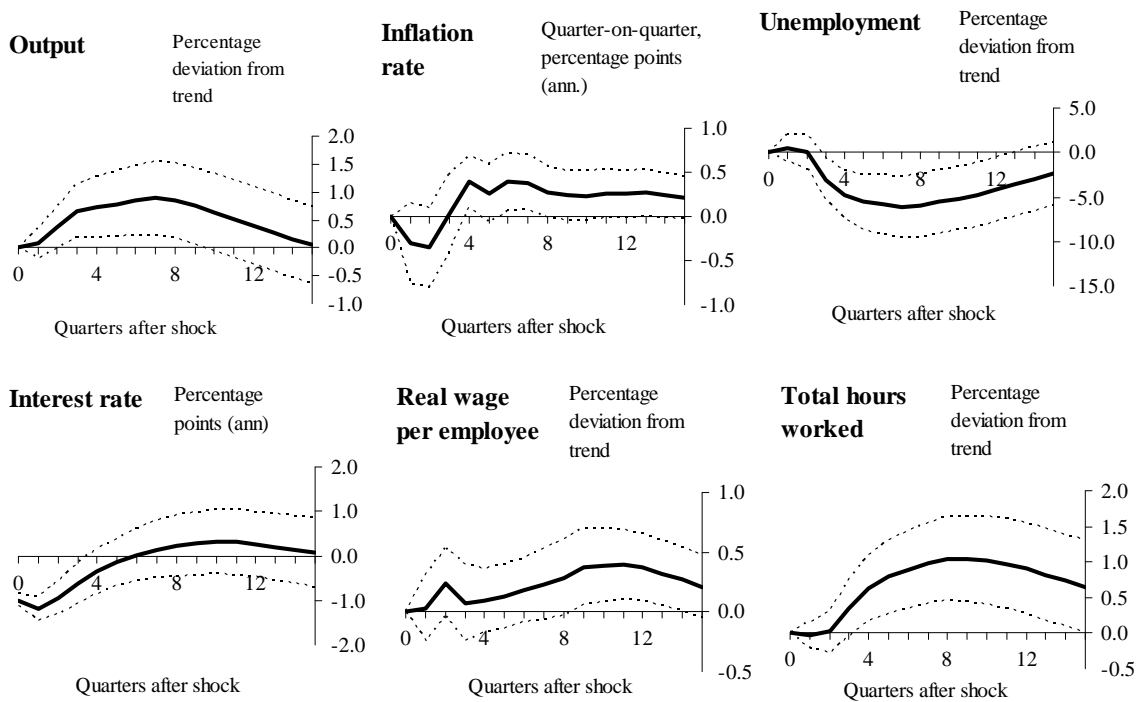 Output
Percentage
deviation from
trend
2.0
1.5
1.0
0.5
0.0
-0.5
-1.0
0 4 8 12
Quarters after shock
Inflation
rate
Quarter-on-quarter,
percentage points
(ann.)
1.0
0.5
0.0
-0.5
-1.0
0 4 8 12
Quarters after shock
Unemployment
Percentage
deviation from
trend
5.0
0.0
-5.0
-10.0
-15.0
0 4 8 12
Quarters after shock
Interest rate
Percentage
points (ann)
2.0
1.0
0.0
-1.0
-2.0
0 4 8 12
Quarters after shock
Real wage
per employee
Percentage
deviation from
trend
1.0
0.5
0.0
-0.5
0 4 8 12
Quarters after shock
Total hours
worked
Percentage
deviation from
trend
2.0
1.5
1.0
0.5
0.0
-0.5
0 4 8 12
Quarters after shock